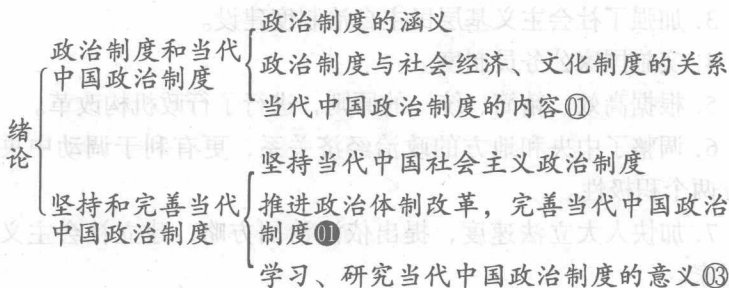 绪论
政治制度和当代
中国政治制度
政治制度的涵义
政治制度与社会经济、文化制度的关系
当代中国政治制度的内容⓪①
坚持和完善当代
中国政治制度
坚持当代中国社会主义政治制度
推进政治体制改革，完善当代中国政治
制度01
学习、研究当代中国政治制度的意义03